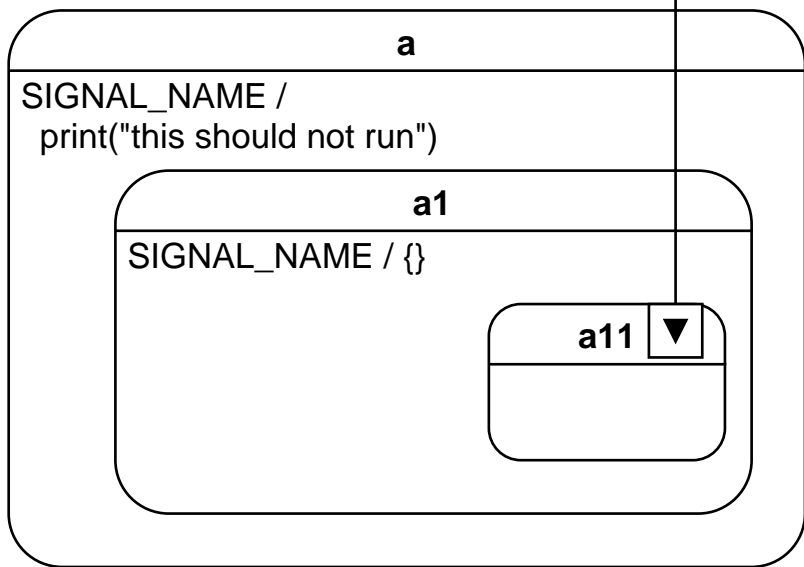 a
SIGNAL_NAME /
print("this should not run")
a1
SIGNAL_NAME / {}
a11